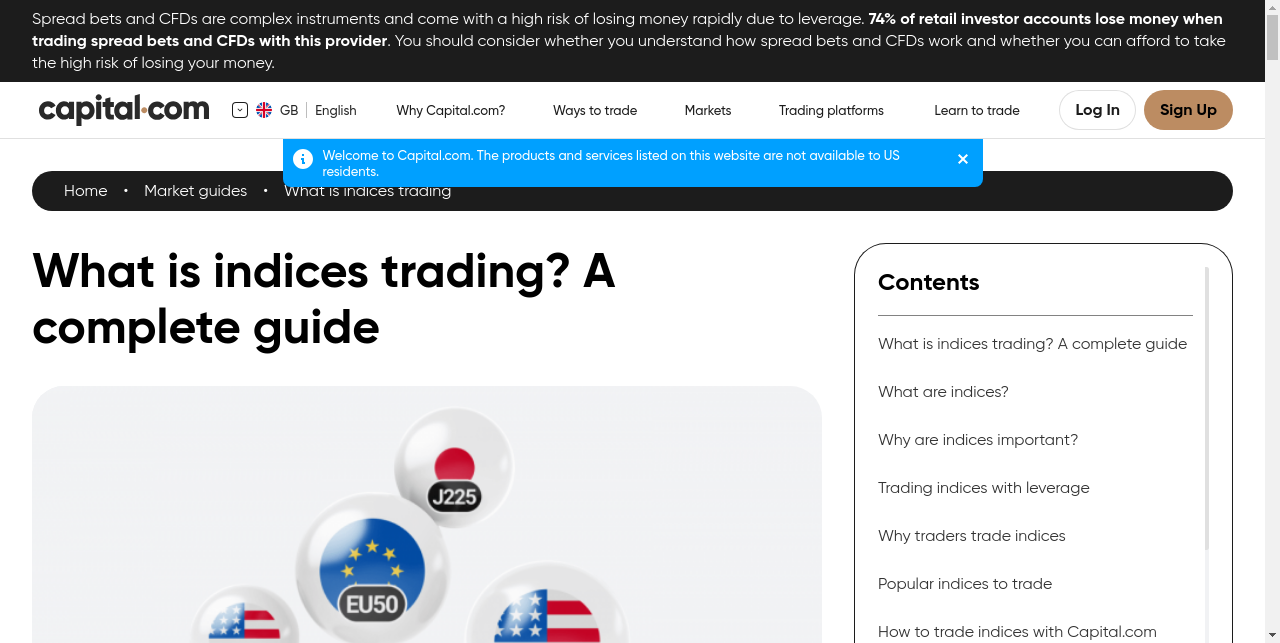 Spread bets and CFDs are complex instruments and come with a high risk of losing money rapidly due to leverage. 74% of retail investor accounts lose money when
trading spread bets and CFDs with this provider. You should consider whether you understand how spread bets and CFDs work and whether you can afford to take
the high risk of losing your money.
capital.com GB English Why Capital.com? Ways to trade Markets Trading platforms Learn to trade Log In Sign Up
Welcome to Capital.com. The products and services listed on this website are not available to US
residents.
Home • Market guides • What is indices trading
What is indices trading? A
complete guide
J225
EU50
Contents
What is indices trading? A complete guide
What are indices?
Why are indices important?
Trading indices with leverage
Why traders trade indices
Popular indices to trade
How to trade indices with Capital.com